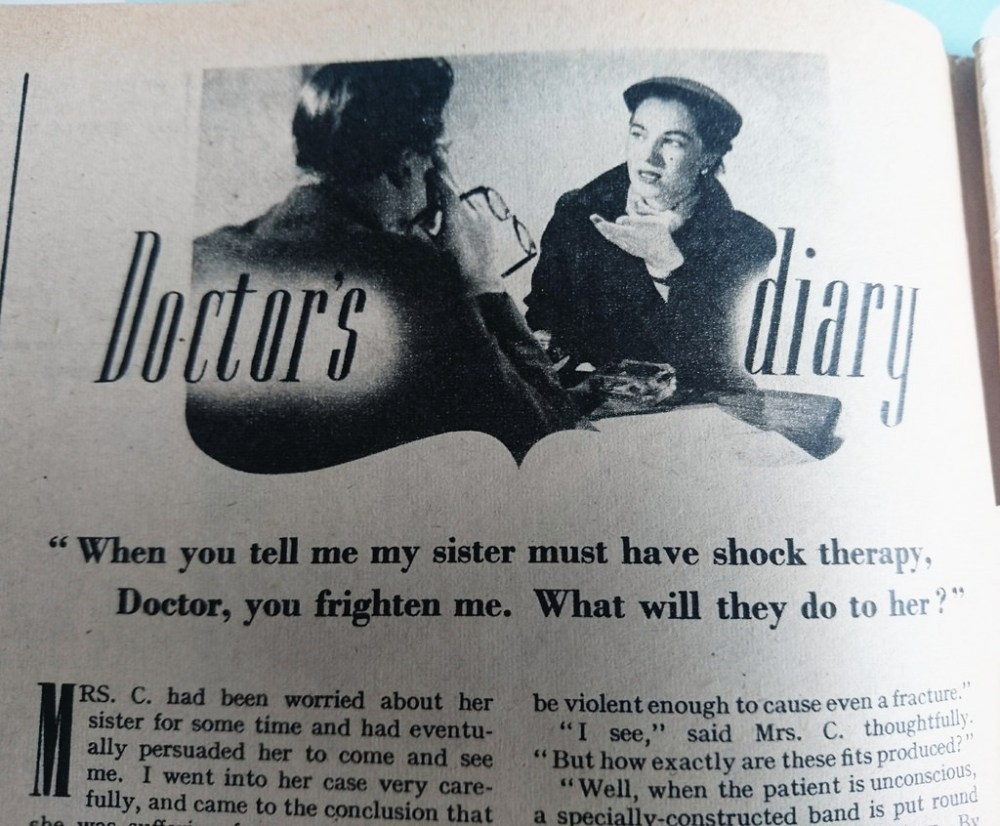 Doctor's diary
“ When you tell me my sister must have shock therapy,
Doctor, you frighten me. What will they do to her?”
MRS. C. had been worried about her
sister for some time and had eventu-
ally persuaded her to come and see
me. I went into her case very care-
fully, and came to the conclusion that
she was
be violent enough to cause even a fracture.”
“I see,” said Mrs. C. thoughtfully.
“But how exactly are these fits produced?”
“Well, when the patient is unconscious,
a specially-constructed band is put round
By